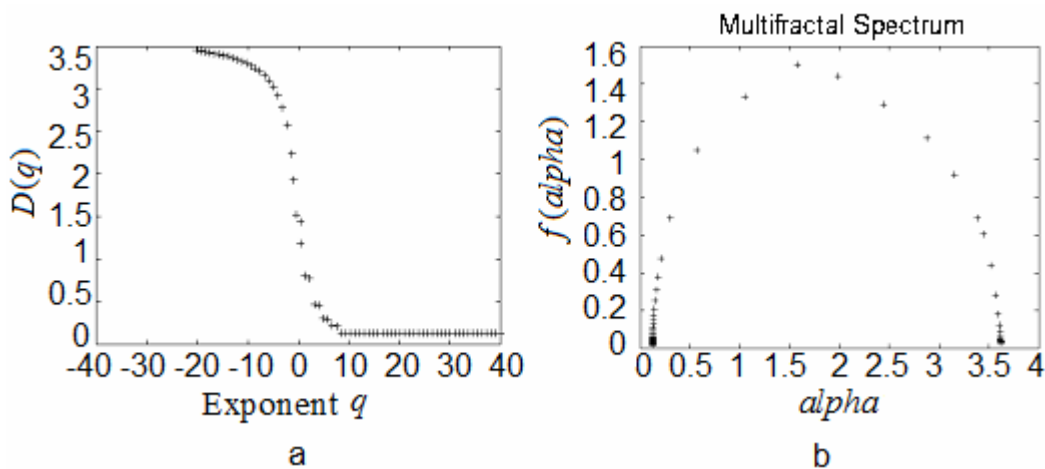 3.5
3
2.5
2
1.5
1
0.5
0
D(q)
-40 -30 -20 -10 0 10 20 30 40
Exponent q
a
Multifractal Spectrum
1.6
1.4
1.2
1
0.8
0.6
0.4
0.2
0
f(alpha)
0 0.5 1 1.5 2 2.5 3 3.5 4
alpha
b